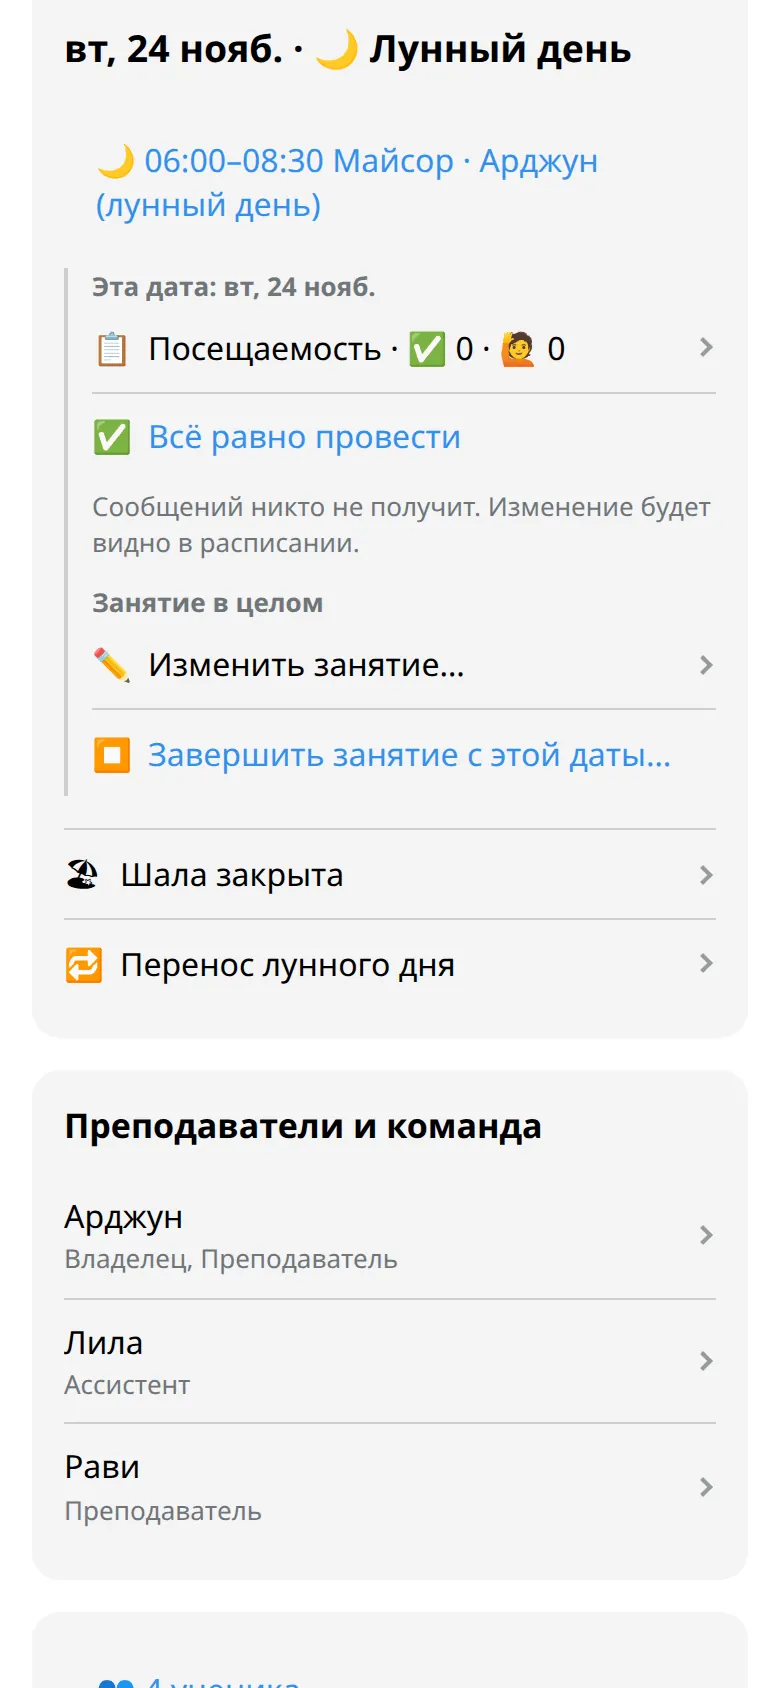 вт, 24 нояб. · 🌙 Лунный день
🌙 06:00–08:30 Майсор · Арджун
(лунный день)
Эта дата: вт, 24 нояб.
📋 Посещаемость · ✅ 0 · 🙋 0
✅ Всё равно провести
Сообщений никто не получит. Изменение будет
видно в расписании.
Занятие в целом
✏️ Изменить занятие…
⏹️ Завершить занятие с этой даты…
🏖 Шала закрыта
🔁 Перенос лунного дня
Преподаватели и команда
Арджун
Владелец, Преподаватель
Лила
Ассистент
Рави
Преподаватель
👥 4 ученика